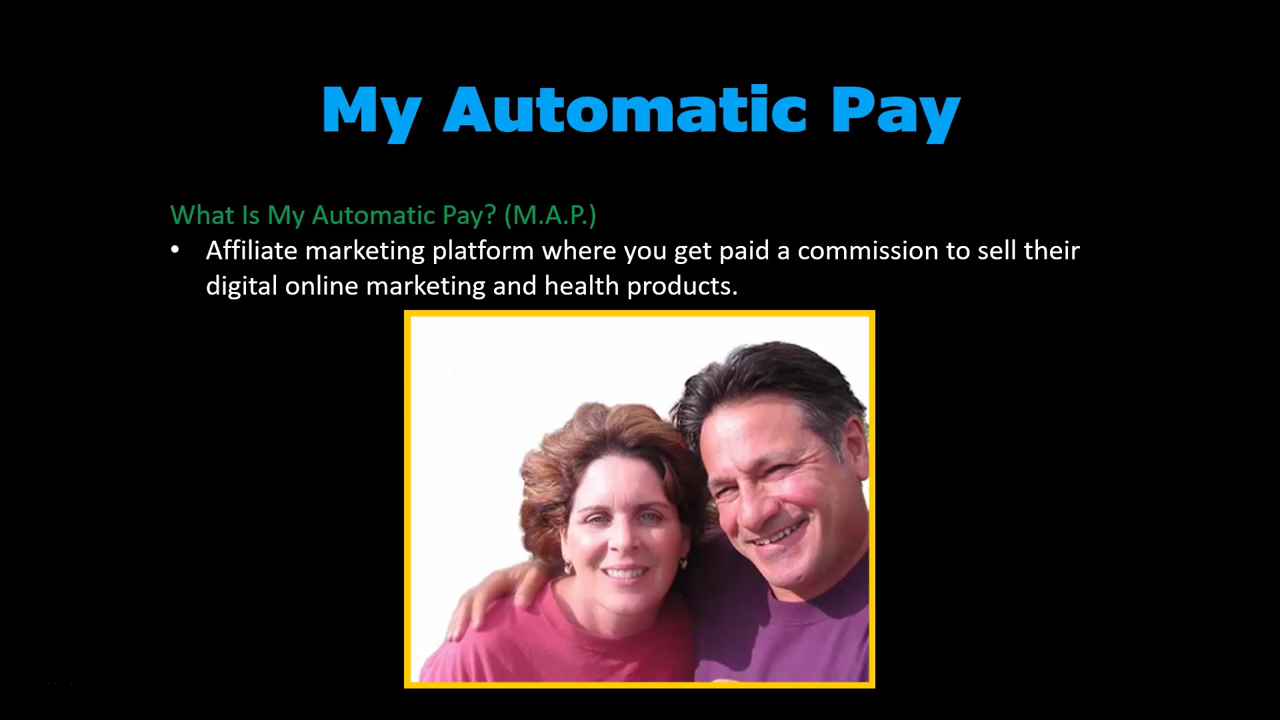 My Automatic Pay
What Is My Automatic Pay? (M.A.P.)
• Affiliate marketing platform where you get paid a commission to sell their
digital online marketing and health products.